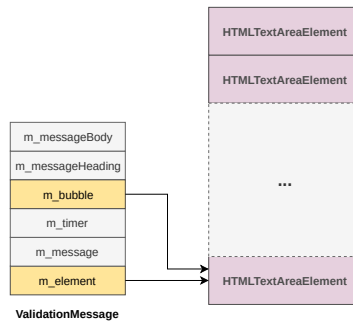 HTMLTextAreaElement
HTMLTextAreaElement
...
HTMLTextAreaElement
m_messageBody
m_messageHeading
m_bubble
m_timer
m_message
m_element
ValidationMessage